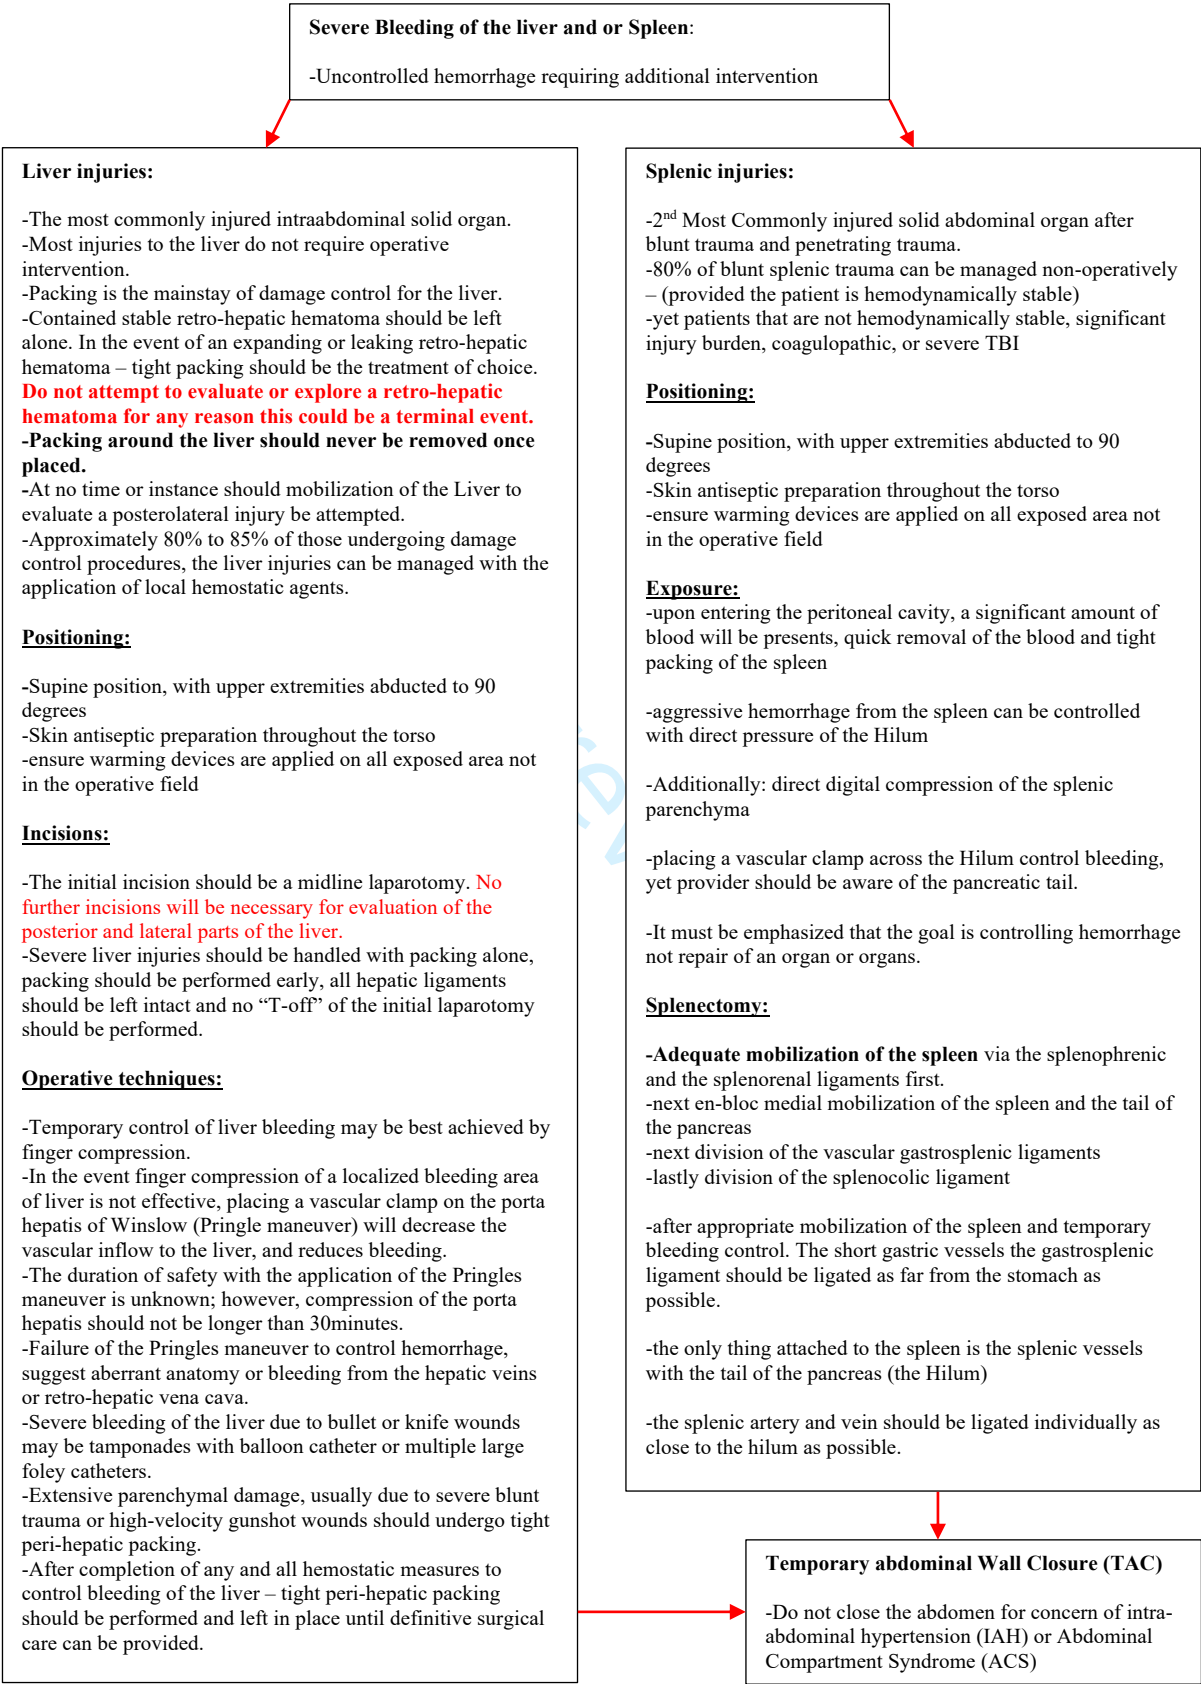 Severe Bleeding of the liver and or Spleen:
-Uncontrolled hemorrhage requiring additional intervention
Liver injuries:
-The most commonly injured intraabdominal solid organ.
-Most injuries to the liver do not require operative
intervention.
-Packing is the mainstay of damage control for the liver.
-Contained stable retro-hepatic hematoma should be left
alone. In the event of an expanding or leaking retro-hepatic
hematoma – tight packing should be the treatment of choice.
Do not attempt to evaluate or explore a retro-hepatic
hematoma for any reason this could be a terminal event.
-Packing around the liver should never be removed once
placed.
-At no time or instance should mobilization of the Liver to
evaluate a posterolateral injury be attempted.
-Approximately 80% to 85% of those undergoing damage
control procedures, the liver injuries can be managed with the
application of local hemostatic agents.
Positioning:
-Supine position, with upper extremities abducted to 90
degrees
-Skin antiseptic preparation throughout the torso
-ensure warming devices are applied on all exposed area not
in the operative field
Incisions:
-The initial incision should be a midline laparotomy. No
further incisions will be necessary for evaluation of the
posterior and lateral parts of the liver.
-Severe liver injuries should be handled with packing alone,
packing should be performed early, all hepatic ligaments
should be left intact and no “T-off” of the initial laparotomy
should be performed.
Operative techniques:
-Temporary control of liver bleeding may be best achieved by
finger compression.
-In the event finger compression of a localized bleeding area
of liver is not effective, placing a vascular clamp on the porta
hepatis of Winslow (Pringle maneuver) will decrease the
vascular inflow to the liver, and reduces bleeding.
-The duration of safety with the application of the Pringles
maneuver is unknown; however, compression of the porta
hepatis should not be longer than 30minutes.
-Failure of the Pringles maneuver to control hemorrhage,
suggest aberrant anatomy or bleeding from the hepatic veins
or retro-hepatic vena cava.
-Severe bleeding of the liver due to bullet or knife wounds
may be tamponades with balloon catheter or multiple large
foley catheters.
-Extensive parenchymal damage, usually due to severe blunt
trauma or high-velocity gunshot wounds should undergo tight
peri-hepatic packing.
-After completion of any and all hemostatic measures to
control bleeding of the liver – tight peri-hepatic packing
should be performed and left in place until definitive surgical
care can be provided.
Splenic injuries:
-2nd Most Commonly injured solid abdominal organ after
blunt trauma and penetrating trauma.
-80% of blunt splenic trauma can be managed non-operatively
– (provided the patient is hemodynamically stable)
-yet patients that are not hemodynamically stable, significant
injury burden, coagulopathic, or severe TBI
Positioning:
-Supine position, with upper extremities abducted to 90
degrees
-Skin antiseptic preparation throughout the torso
-ensure warming devices are applied on all exposed area not
in the operative field
Exposure:
-upon entering the peritoneal cavity, a significant amount of
blood will be presents, quick removal of the blood and tight
packing of the spleen
-aggressive hemorrhage from the spleen can be controlled
with direct pressure of the Hilum
-Additionally: direct digital compression of the splenic
parenchyma
-placing a vascular clamp across the Hilum control bleeding,
yet provider should be aware of the pancreatic tail.
-It must be emphasized that the goal is controlling hemorrhage
not repair of an organ or organs.
Splenectomy:
-Adequate mobilization of the spleen via the splenophrenic
and the splenorenal ligaments first.
-next en-bloc medial mobilization of the spleen and the tail of
the pancreas
-next division of the vascular gastrosplenic ligaments
-lastly division of the splenocolic ligament
-after appropriate mobilization of the spleen and temporary
bleeding control. The short gastric vessels the gastrosplenic
ligament should be ligated as far from the stomach as
possible.
-the only thing attached to the spleen is the splenic vessels
with the tail of the pancreas (the Hilum)
-the splenic artery and vein should be ligated individually as
close to the hilum as possible.
Temporary abdominal Wall Closure (TAC)
-Do not close the abdomen for concern of intra-
abdominal hypertension (IAH) or Abdominal
Compartment Syndrome (ACS)